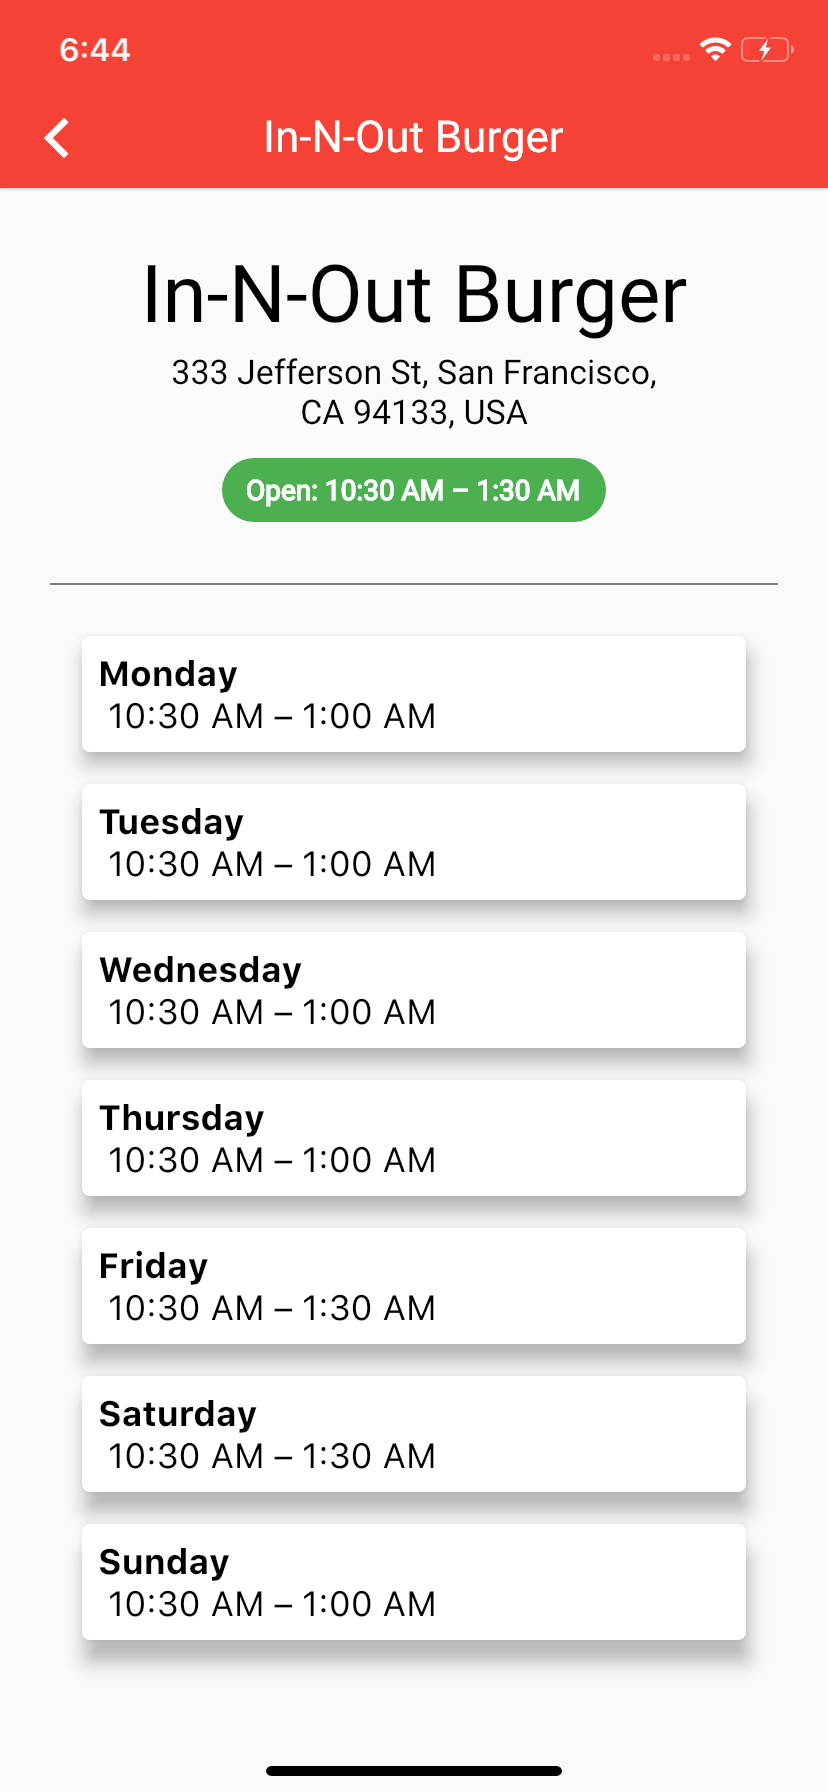 6:44
In-N-Out Burger
In-N-Out Burger
333 Jefferson St, San Francisco,
CA 94133, USA
Open: 10:30 AM – 1:30 AM
Monday
10:30 AM – 1:00 AM
Tuesday
10:30 AM – 1:00 AM
Wednesday
10:30 AM – 1:00 AM
Thursday
10:30 AM – 1:00 AM
Friday
10:30 AM – 1:30 AM
Saturday
10:30 AM – 1:30 AM
Sunday
10:30 AM – 1:00 AM